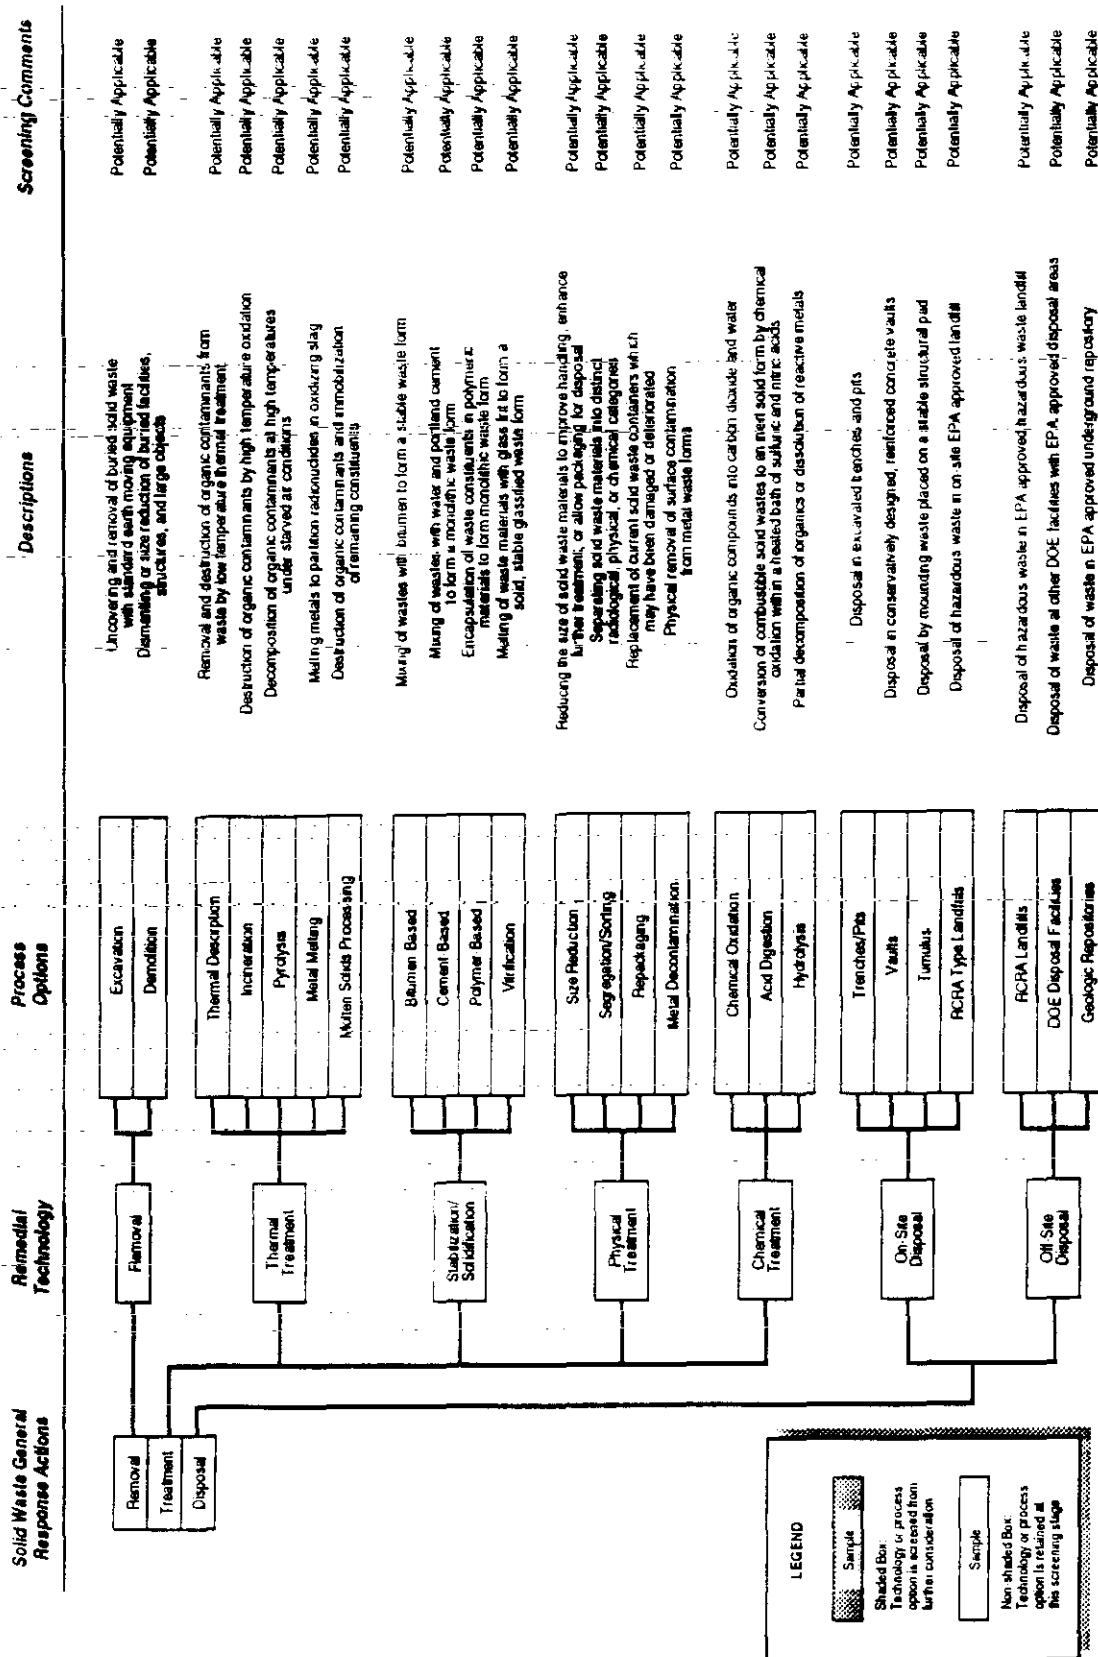 Solid Waste General
Response Actions
Remedial
Technology
Process
Options
Descriptions
Screening Comments
Removal
Treatment
Disposal
Removal
Excavation
Uncovering and removal of buried solid waste
with standard earth moving equipment
Potentially Applicable
Demolition
Dismantling or size reduction of buried facilities,
structures, and large objects
Potentially Applicable
Thermal
Treatment
Thermal Desorption
Removal and destruction of organic contaminants from
waste by low temperature thermal treatment
Potentially Applicable
Incineration
Destruction of organic contaminants by high temperature oxidation
Potentially Applicable
Pyrolysis
Decomposition of organic contaminants at high temperatures
under starved air conditions
Potentially Applicable
Metal Melting
Melting metals to partition radionuclides in oxidizing slag
Potentially Applicable
Molten Solids Processing
Destruction of organic contaminants and immobilization
of remaining constituents
Potentially Applicable
Stabilization/
Solidification
Bitumen Based
Mixing of wastes with bitumen to form a stable waste form
Potentially Applicable
Cement-Based
Mixing of wastes with water and portland cement
to form a monolithic waste form
Potentially Applicable
Polymer Based
Encapsulation of waste constituents in polymeric
materials to form monolithic waste form
Potentially Applicable
Vitrification
Melting of waste materials with glass frit to form a
solid, stable glassified waste form
Potentially Applicable
Physical
Treatment
Size Reduction
Reducing the size of solid waste materials to improve handling, enhance
further treatment, or allow packaging for disposal
Potentially Applicable
Segregation/Sorting
Separating solid waste materials into distinct
radiological, physical, or chemical categories
Potentially Applicable
Repackaging
Replacement of current solid waste containers which
may have been damaged or deteriorated
Potentially Applicable
Metal Decontamination
Physical removal of surface contamination
from metal waste forms
Potentially Applicable
Chemical
Treatment
Chemical Oxidation
Oxidation of organic compounds into carbon dioxide and water
Potentially Applicable
Acid Digestion
Conversion of combustible solid wastes to an inert solid form by chemical
oxidation within a heated bath of sulfuric and nitric acids
Potentially Applicable
Hydrolysis
Partial decomposition of organics or dissolution of reactive metals
Potentially Applicable
On-Site
Disposal
Trenches/Pits
Disposal in excavated trenches and pits
Potentially Applicable
Vaults
Disposal in conservatively designed, reinforced concrete vaults
Potentially Applicable
Tumulus
Disposal by mounding waste placed on a stable structural pad
Potentially Applicable
RCRA Type Landfills
Disposal of hazardous waste in on-site EPA approved landfill
Potentially Applicable
Off-Site
Disposal
RCRA Landfills
Disposal of hazardous waste in EPA approved hazardous waste landfill
Potentially Applicable
DOE Disposal Facilities
Disposal of waste at other DOE facilities with EPA approved disposal areas
Potentially Applicable
Geologic Repositories
Disposal of waste in EPA approved underground repository
Potentially Applicable
LEGEND
Sample
Shaded Box:
Technology or process
option is screened from
further consideration
Sample
Non-shaded Box:
Technology or process
option is retained at
this screening stage